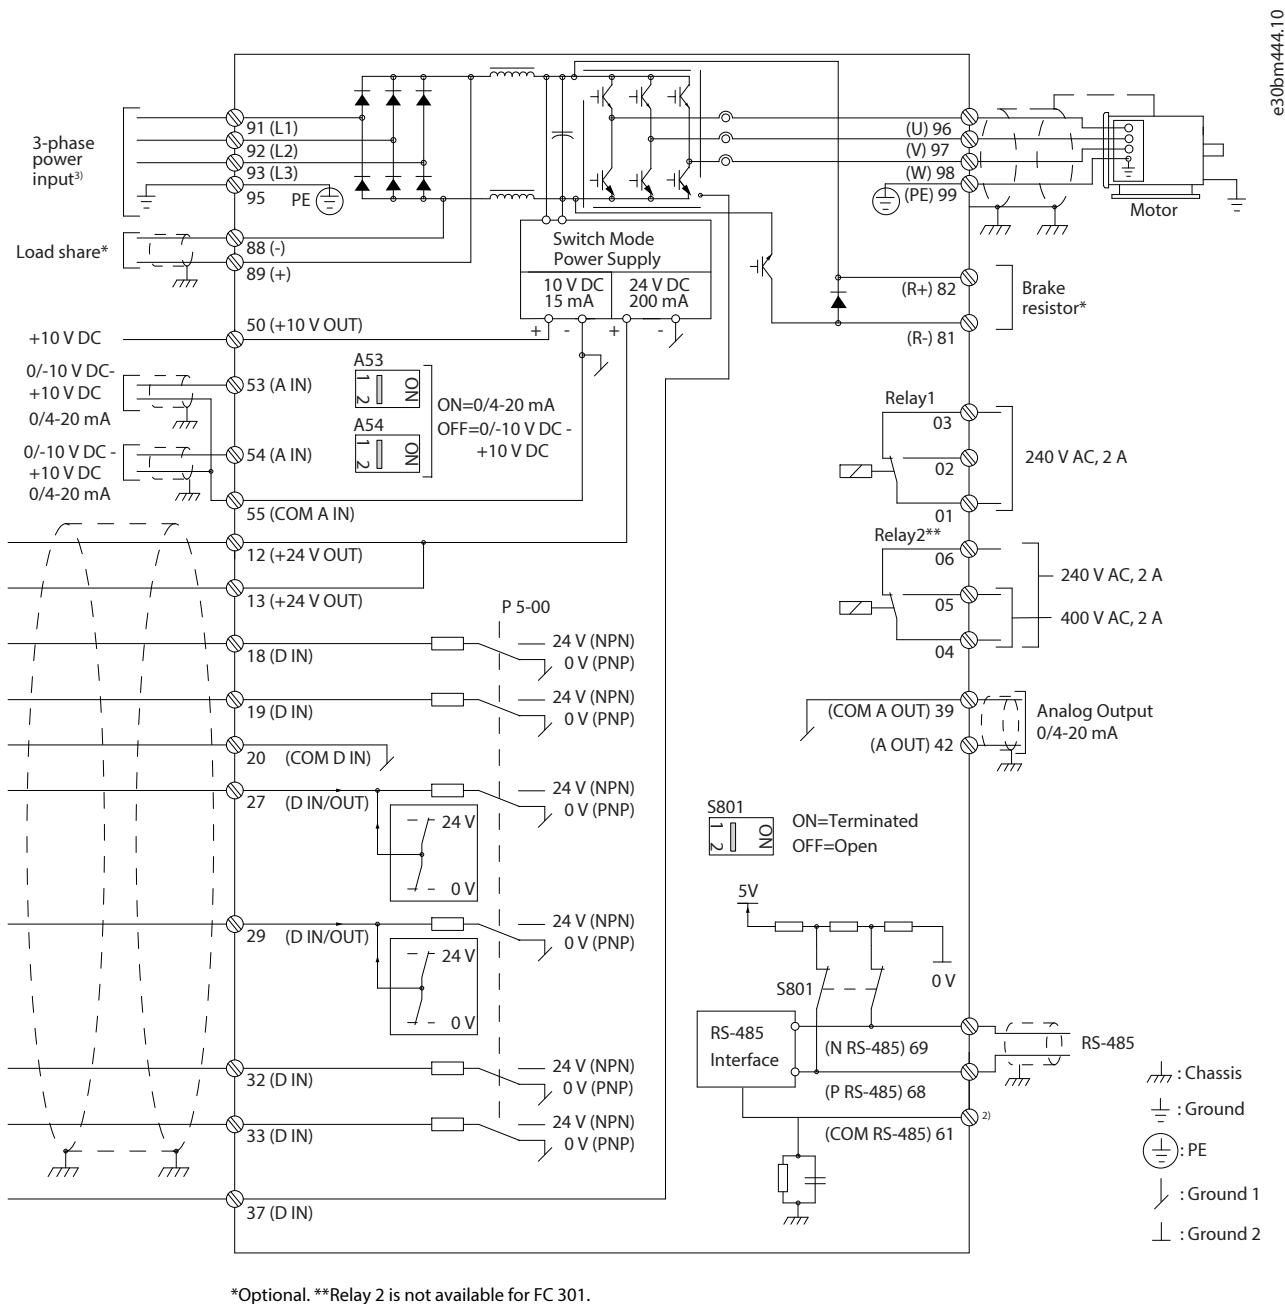 e30bm444.10
3-phase
power
input3)
91 (L1)
92 (L2)
93 (L3)
95
PE
Load share*
88 (-)
89 (+)
Switch Mode
Power Supply
10 V DC
15 mA
24 V DC
200 mA
+ - + -
(U) 96
(V) 97
(W) 98
(PE) 99
Motor
(R+) 82
(R-) 81
Brake
resistor*
+10 V DC
50 (+10 V OUT)
0/-10 V DC-
+10 V DC
0/4-20 mA
53 (A IN)
0/-10 V DC -
+10 V DC
0/4-20 mA
54 (A IN)
55 (COM A IN)
A53
1 2
ON
A54
1 2
ON
ON=0/4-20 mA
OFF=0/-10 V DC -
+10 V DC
12 (+24 V OUT)
13 (+24 V OUT)
Relay1
03
02
01
240 V AC, 2 A
Relay2**
06
05
04
240 V AC, 2 A
400 V AC, 2 A
P 5-00
18 (D IN)
24 V (NPN)
0 V (PNP)
19 (D IN)
24 V (NPN)
0 V (PNP)
20 (COM D IN)
27 (D IN/OUT)
24 V (NPN)
0 V (PNP)
24 V
0 V
29 (D IN/OUT)
24 V (NPN)
0 V (PNP)
24 V
0 V
32 (D IN)
24 V (NPN)
0 V (PNP)
33 (D IN)
24 V (NPN)
0 V (PNP)
37 (D IN)
(COM A OUT) 39
(A OUT) 42
Analog Output
0/4-20 mA
S801
1 2
ON
ON=Terminated
OFF=Open
5V
0 V
S801
RS-485
Interface
(N RS-485) 69
(P RS-485) 68
(COM RS-485) 61
2)
RS-485
: Chassis
: Ground
: PE
: Ground 1
: Ground 2
*Optional. **Relay 2 is not available for FC 301.